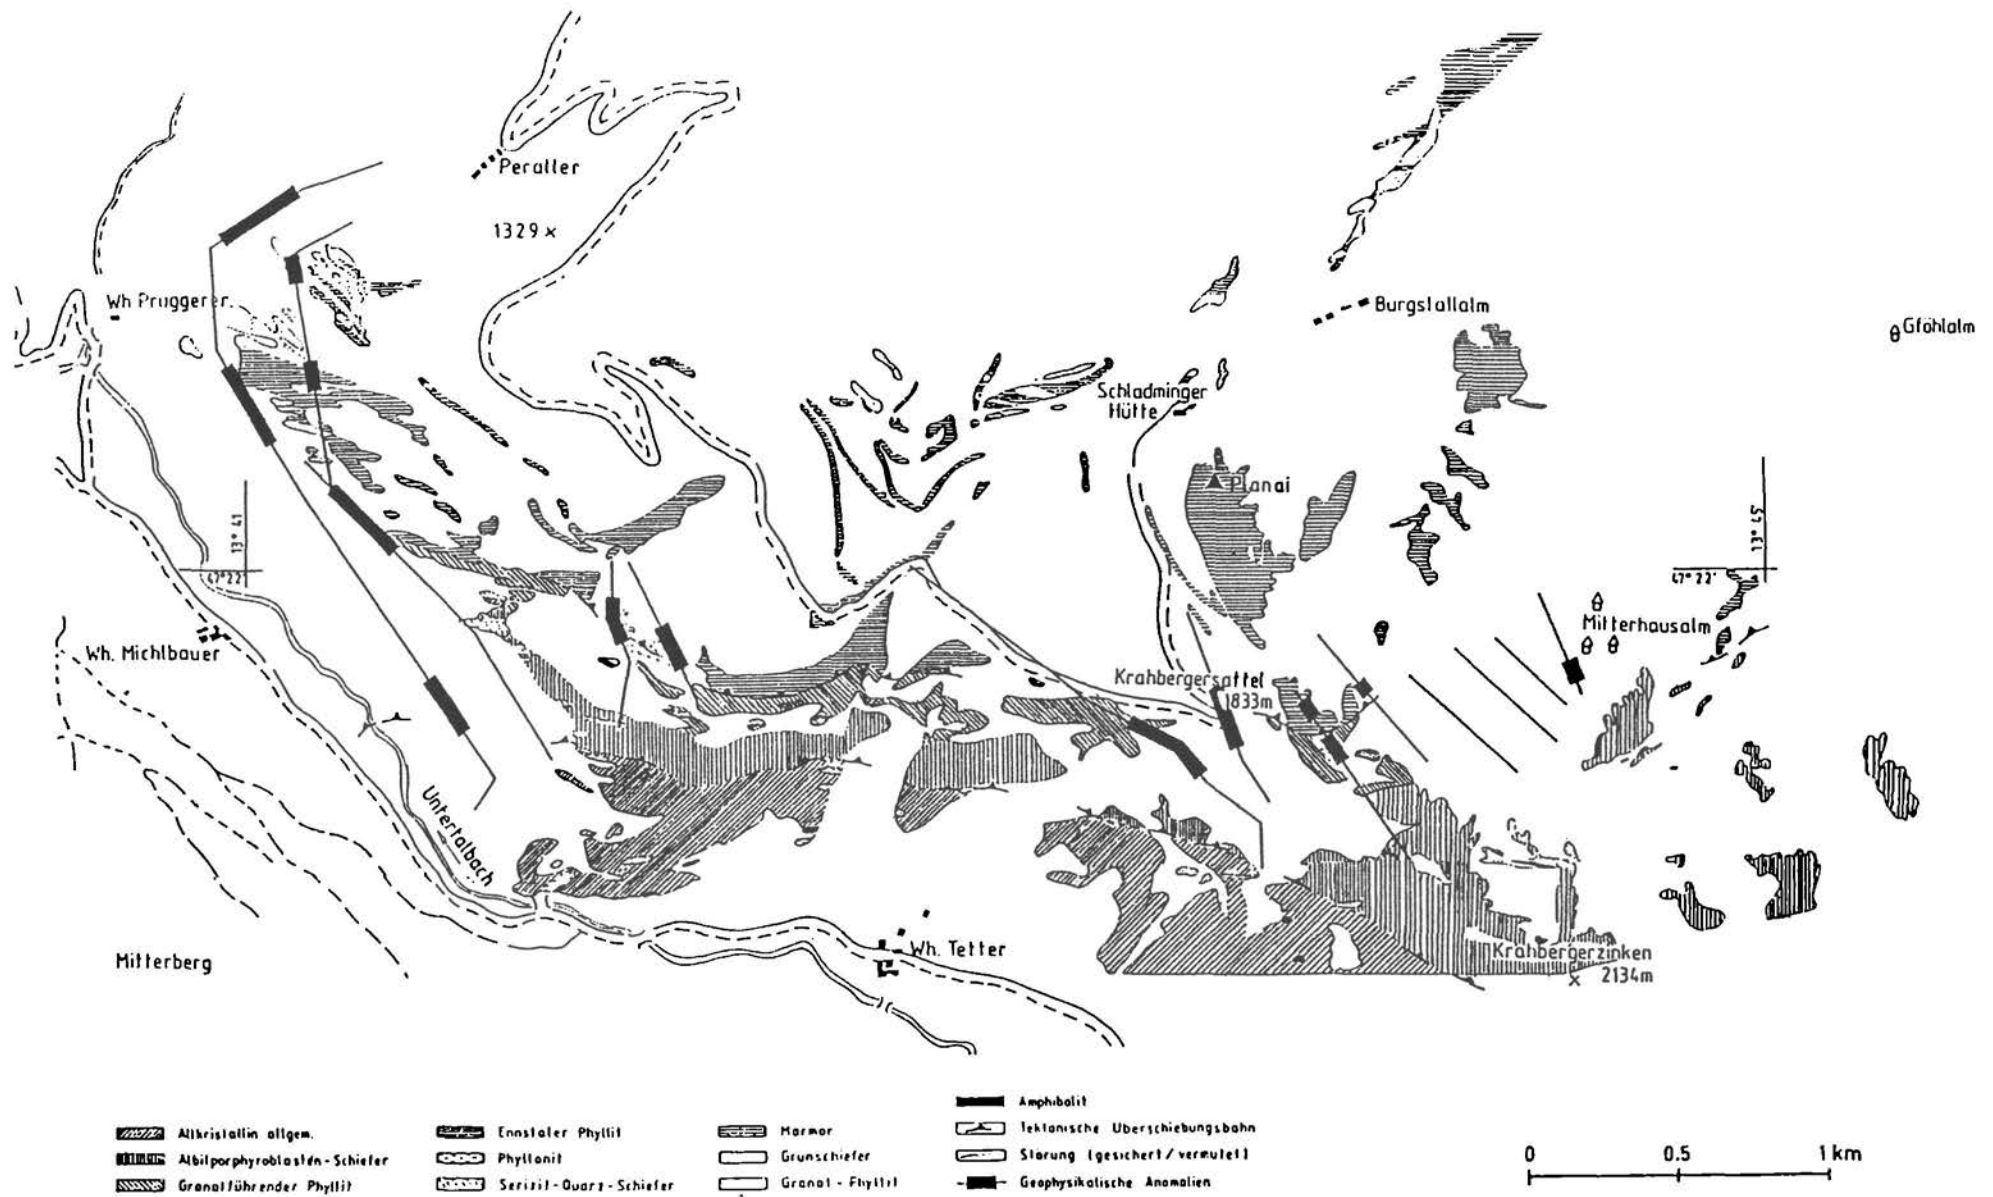 Peraller
1329 x
Wh Pruggerer.
Burgstallalm
Gföhlalm
Schladminger
Hütte
Planai
13° 41
47°22'
13° 45'
47° 22'
Mitterhausalm
Wh. Michlbauer
Krahbergersattel
1833m
Untertalbach
Mitterberg
Wh. Tetter
Krahbergerzinken
x 2134m
Altkristallin allgem.
Albitporphyroblasten-Schiefer
Granatführender Phyllit
Ennstaler Phyllit
Phyllonit
Serizit-Quarz-Schiefer
Marmor
Grünschiefer
Granat-Phyllit
Amphibolit
Tektonische Überschiebungsbahn
Störung (gesichert/vermutet)
Geophysikalische Anomalien
0 0.5 1 km